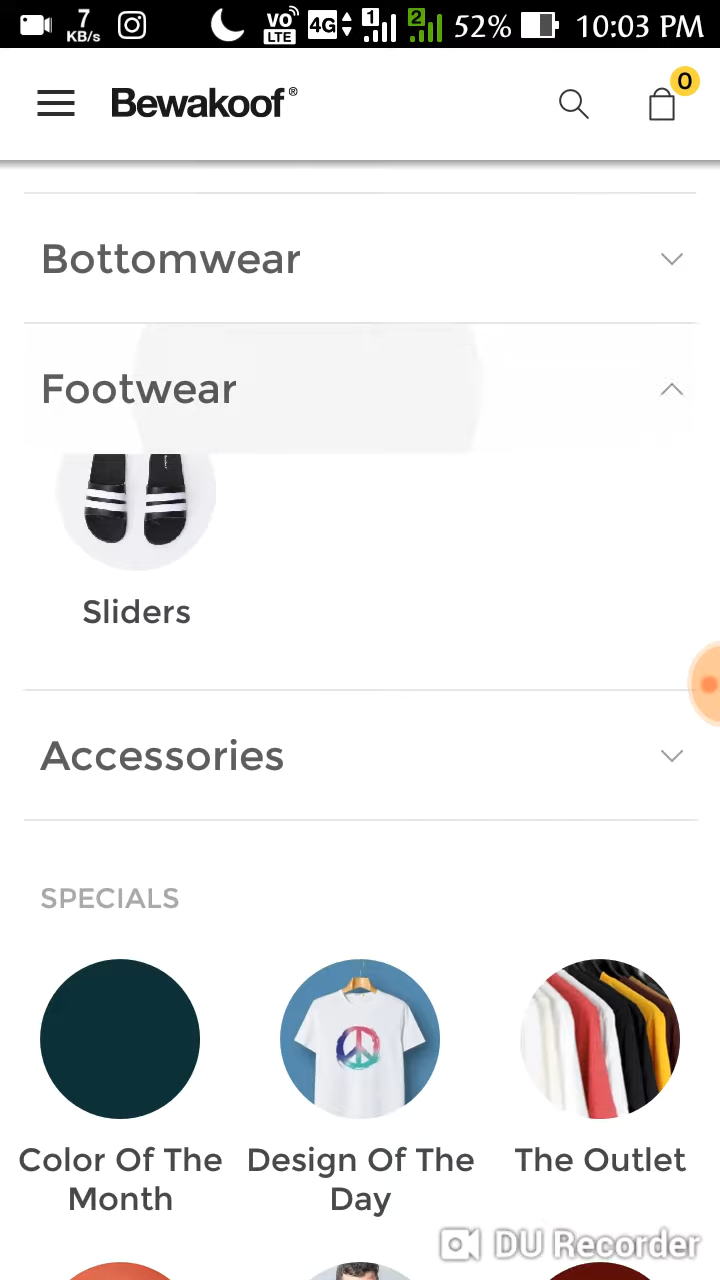 7
KB/s
VO
LTE
4G
1
2
52%
10:03 PM
Bewakoof®
0
Bottomwear
Footwear
Sliders
Accessories
SPECIALS
Color Of The
Month
Design Of The
Day
The Outlet
DU Recorder